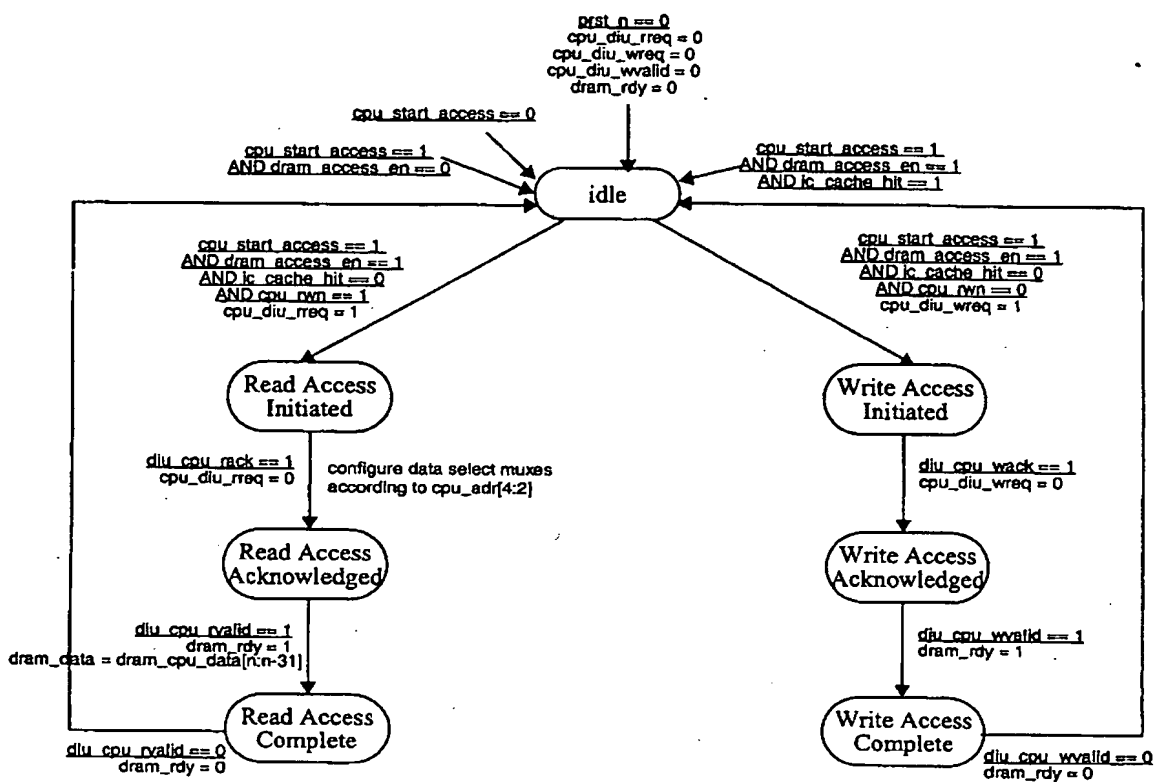 prst_n == 0
cpu_diu_rreq = 0
cpu_diu_wreq = 0
cpu_diu_wvalid = 0
dram_rdy = 0
cpu_start_access == 0
cpu_start_access == 1
AND dram_access_en == 0
cpu_start_access == 1
AND dram_access_en == 1
AND ic_cache_hit == 1
idle
cpu_start_access == 1
AND dram_access_en == 1
AND ic_cache_hit == 0
AND cpu_rwn == 1
cpu_diu_rreq = 1
cpu_start_access == 1
AND dram_access_en == 1
AND ic_cache_hit == 0
AND cpu_rwn == 0
cpu_diu_wreq = 1
Read Access
Initiated
Write Access
Initiated
diu_cpu_rack == 1
cpu_diu_rreq = 0
configure data select muxes
according to cpu_adr[4:2]
diu_cpu_wack == 1
cpu_diu_wreq = 0
Read Access
Acknowledged
Write Access
Acknowledged
diu_cpu_rvalid == 1
dram_rdy = 1
dram_data = dram_cpu_data[n:n-31]
diu_cpu_wvalid == 1
dram_rdy = 1
Read Access
Complete
Write Access
Complete
diu_cpu_rvalid == 0
dram_rdy = 0
diu_cpu_wvalid == 0
dram_rdy = 0